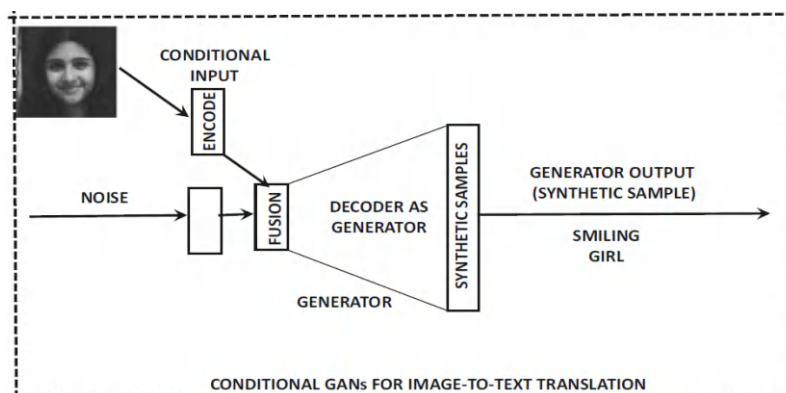 CONDITIONAL
INPUT
ENCODE
NOISE
FUSION
DECODER AS
GENERATOR
SYNTHETIC SAMPLES
GENERATOR OUTPUT
(SYNTHETIC SAMPLE)
SMILING
GIRL
GENERATOR
CONDITIONAL GANs FOR IMAGE-TO-TEXT TRANSLATION